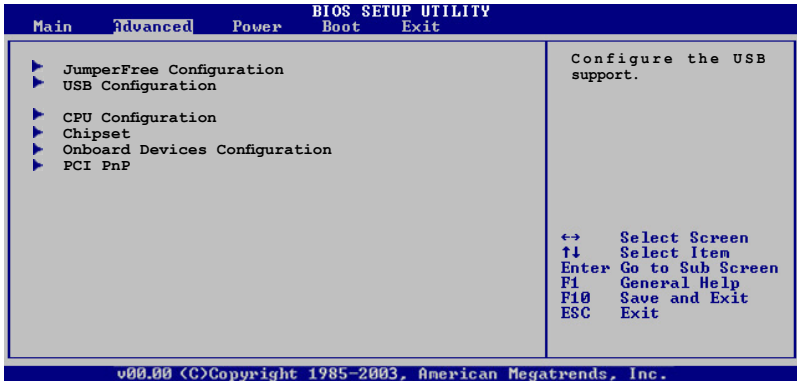 BIOS SETUP UTILITY
Main Advanced Power Boot Exit
JumperFree Configuration
USB Configuration
CPU Configuration
Chipset
Onboard Devices Configuration
PCI PnP
Configure the USB
support.
←→ Select Screen
↑↓ Select Item
Enter Go to Sub Screen
F1 General Help
F10 Save and Exit
ESC Exit
v00.00 (C)Copyright 1985-2003, American Megatrends, Inc.